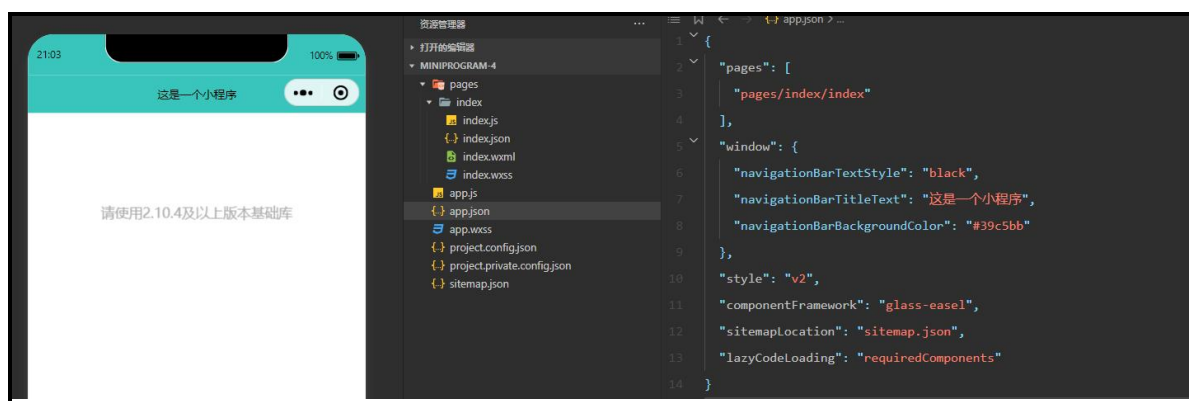 21:03
100%
这是一个小程序
请使用2.10.4及以上版本基础库
资源管理器
打开的编辑器
MINIPROGRAM-4
pages
index
index.js
index.json
index.wxml
index.wxss
app.js
app.json
app.wxss
project.config.json
project.private.config.json
sitemap.json
app.json > ...
1 {
2 "pages": [
3 "pages/index/index"
4 ],
5 "window": {
6 "navigationBarTextStyle": "black",
7 "navigationBarTitleText": "这是一个小程序",
8 "navigationBarBackgroundColor": "#39c5bb"
9 },
10 "style": "v2",
11 "componentFramework": "glass-easel",
12 "sitemapLocation": "sitemap.json",
13 "lazyCodeLoading": "requiredComponents"
14 }